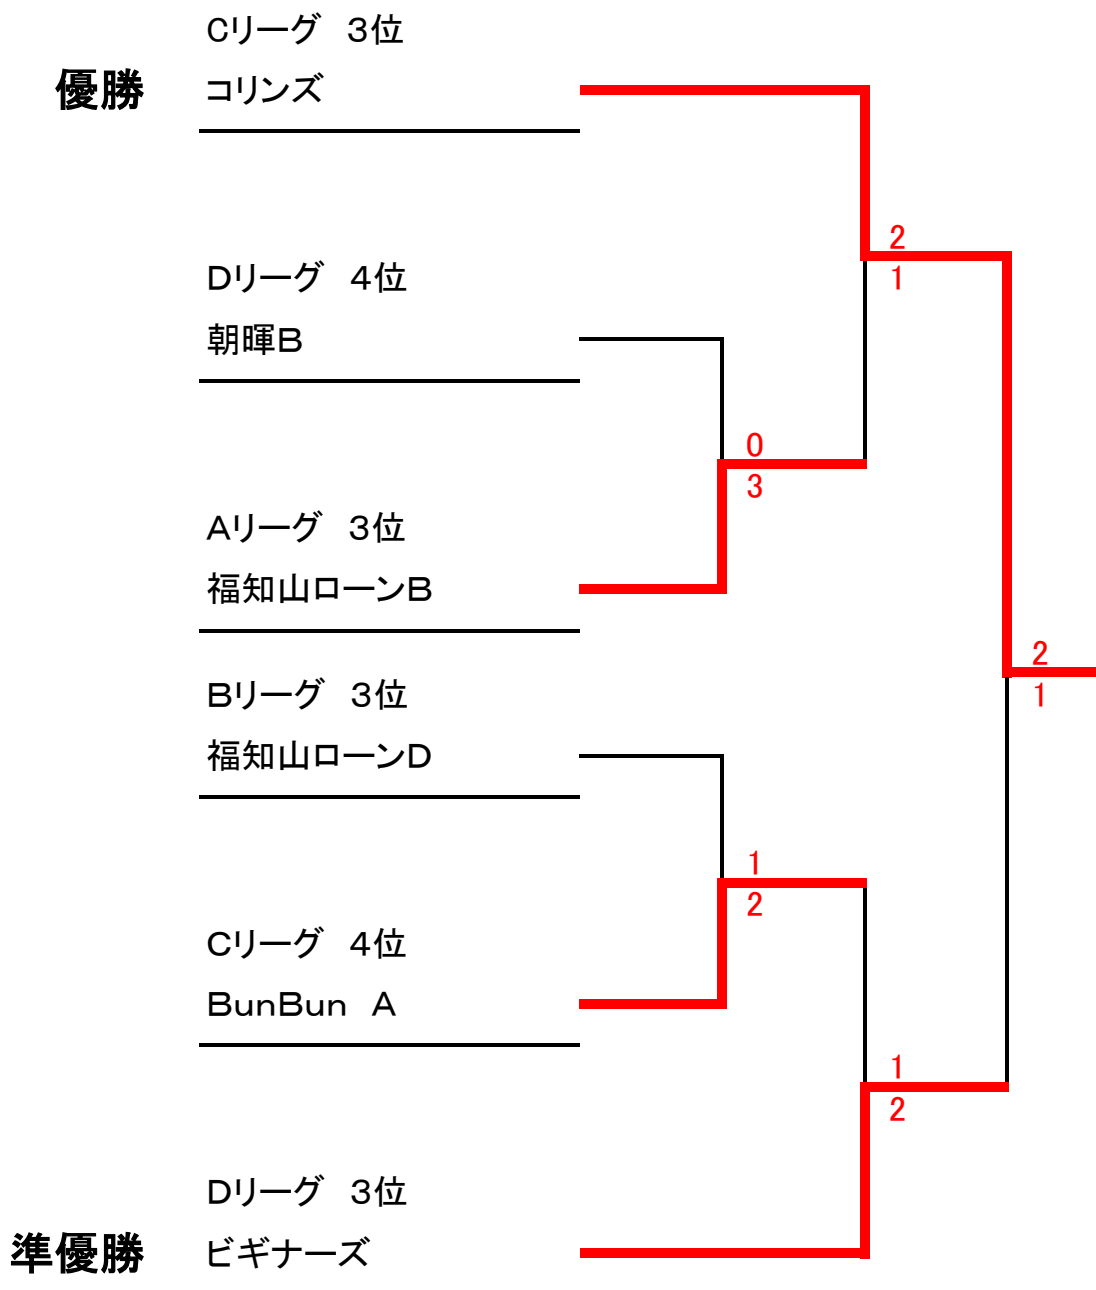 Cリーグ　3位
優勝　コリンズ
2
1
Dリーグ　4位
朝暉B
0
3
Aリーグ　3位
福知山ローンB
2
1
Bリーグ　3位
福知山ローンD
1
2
Cリーグ　4位
BunBun　A
1
2
Dリーグ　3位
準優勝　ビギナーズ